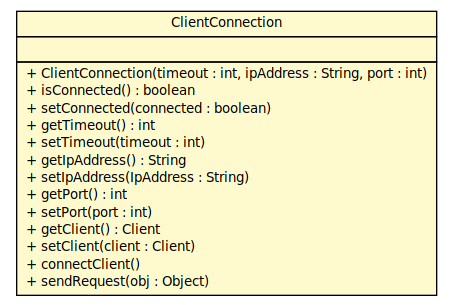 ClientConnection
+ ClientConnection(timeout : int, ipAddress : String, port : int)
+ isConnected() : boolean
+ setConnected(connected : boolean)
+ getTimeout() : int
+ setTimeout(timeout : int)
+ getIpAddress() : String
+ setIpAddress(IpAddress : String)
+ getPort() : int
+ setPort(port : int)
+ getClient() : Client
+ setClient(client : Client)
+ connectClient()
+ sendRequest(obj : Object)